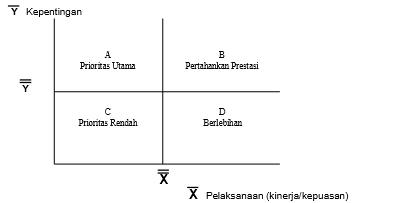 Y̅ Kepentingan
A
Prioritas Utama
B
Pertahankan Prestasi
Y̿
C
Prioritas Rendah
D
Berlebihan
X̿
X̅ Pelaksanaan (kinerja/kepuasan)